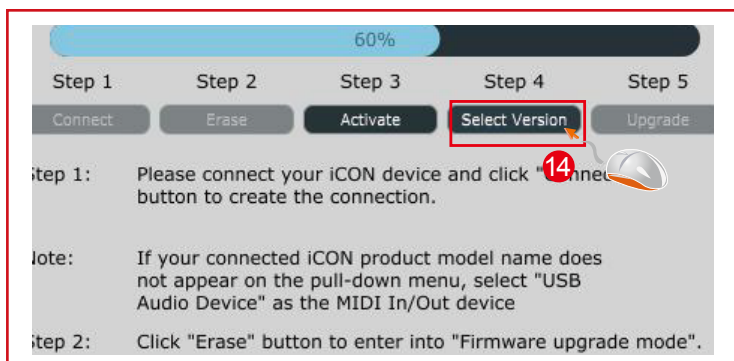 60%
Step 1 Step 2 Step 3 Step 4 Step 5
Connect Erase Activate Select Version Upgrade
14
Step 1: Please connect your iCON device and click "
button to create the connection.
Note: If your connected iCON product model name does
not appear on the pull-down menu, select "USB
Audio Device" as the MIDI In/Out device
Step 2: Click "Erase" button to enter into "Firmware upgrade mode".